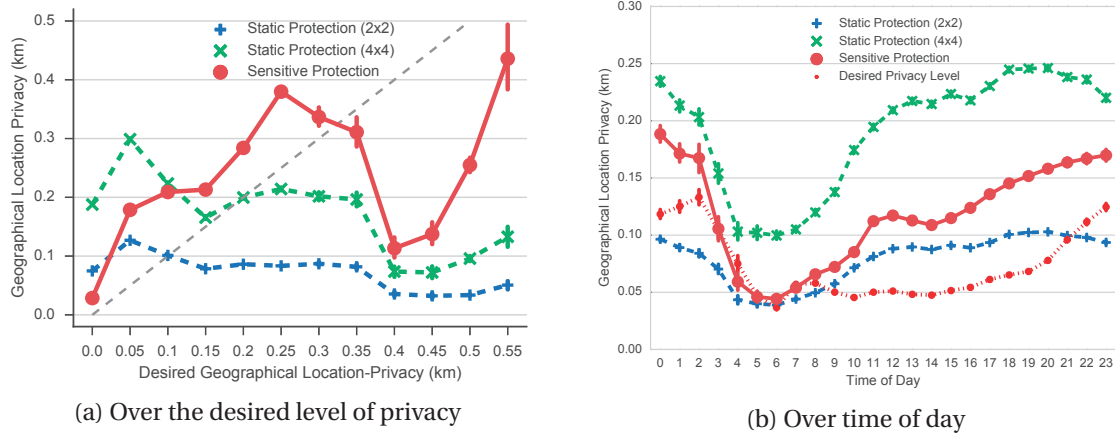 Static Protection (2x2)
Static Protection (4x4)
Sensitive Protection
Geographical Location Privacy (km)
0.5
0.4
0.3
0.2
0.1
0.0
0.0 0.05 0.1 0.15 0.2 0.25 0.3 0.35 0.4 0.45 0.5 0.55
Desired Geographical Location-Privacy (km)
(a) Over the desired level of privacy
Static Protection (2x2)
Static Protection (4x4)
Sensitive Protection
Desired Privacy Level
Geographical Location Privacy (km)
0.30
0.25
0.20
0.15
0.10
0.05
0.00
0 1 2 3 4 5 6 7 8 9 10 11 12 13 14 15 16 17 18 19 20 21 22 23
Time of Day
(b) Over time of day